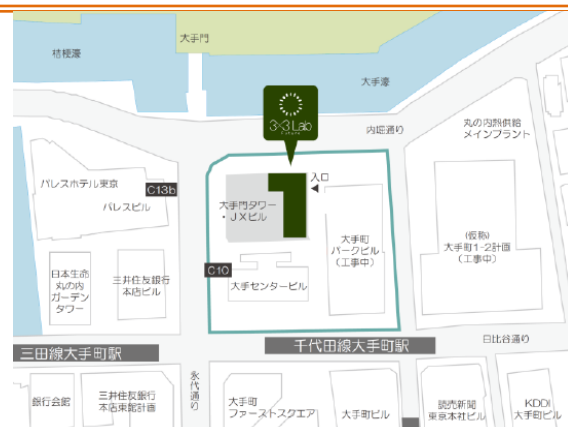 大手門
桔梗濠
大手濠
3×3Lab
Future
内堀通り
丸の内熱供給
メインプラント
パレスホテル東京
C13b
パレスビル
入口
大手門タワー
・JXビル
大手町
パークビル
(工事中)
(仮称)
大手町1-2計画
(工事中)
C10
日本生命
丸の内
ガーデン
タワー
三井住友銀行
本店ビル
大手センタービル
日比谷通り
三田線大手町駅
千代田線大手町駅
永代通り
銀行会館
三井住友銀行
本店東館計画
大手町
ファーストスクエア
大手町ビル
読売新聞
東京本社ビル
KDDI
大手町ビル